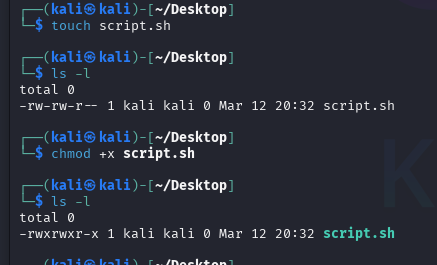 ┌──(kali㉿kali)-[~/Desktop]
└─$ touch script.sh
┌──(kali㉿kali)-[~/Desktop]
└─$ ls -l
total 0
-rw-rw-r-- 1 kali kali 0 Mar 12 20:32 script.sh
┌──(kali㉿kali)-[~/Desktop]
└─$ chmod +x script.sh
┌──(kali㉿kali)-[~/Desktop]
└─$ ls -l
total 0
-rwxrwxr-x 1 kali kali 0 Mar 12 20:32 script.sh
┌──(kali㉿kali)-[~/Desktop]